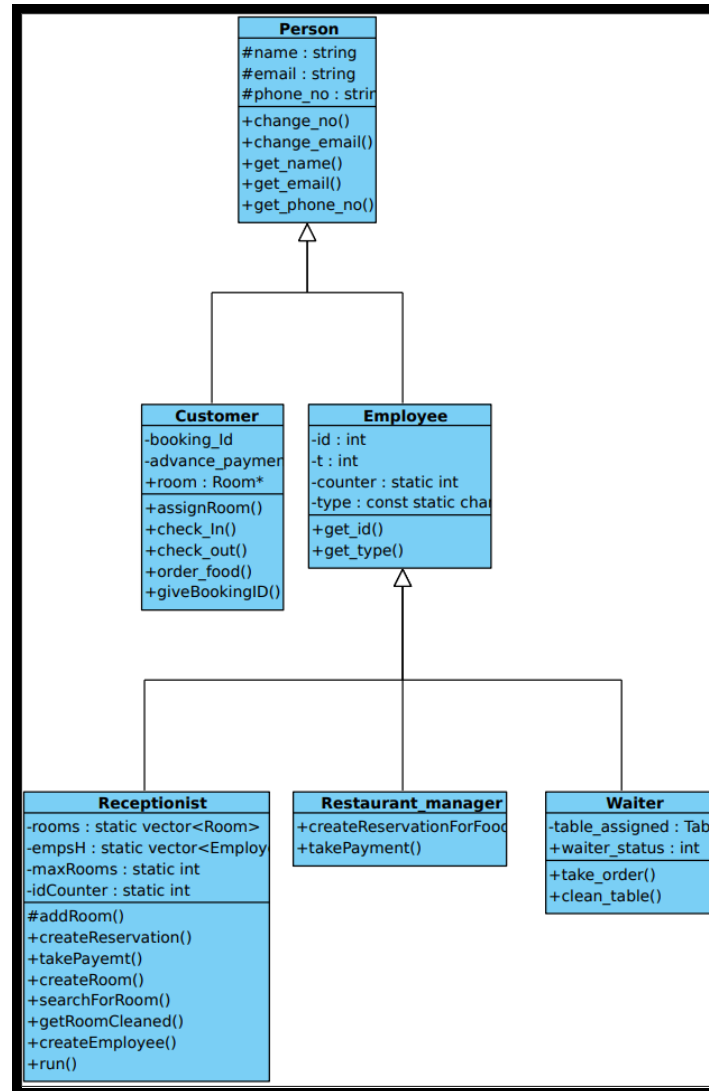 Person
#name : string
#email : string
#phone_no : strin
+change_no()
+change_email()
+get_name()
+get_email()
+get_phone_no()
Customer
-booking_Id
-advance_paymen
+room : Room*
+assignRoom()
+check_In()
+check_out()
+order_food()
+giveBookingID()
Employee
-id : int
-t : int
-counter : static int
-type : const static char
+get_id()
+get_type()
Receptionist
-rooms : static vector<Room>
-empsH : static vector<Employe
-maxRooms : static int
-idCounter : static int
#addRoom()
+createReservation()
+takePayemt()
+createRoom()
+searchForRoom()
+getRoomCleaned()
+createEmployee()
+run()
Restaurant_manager
+createReservationForFood
+takePayment()
Waiter
-table_assigned : Tab
+waiter_status : int
+take_order()
+clean_table()